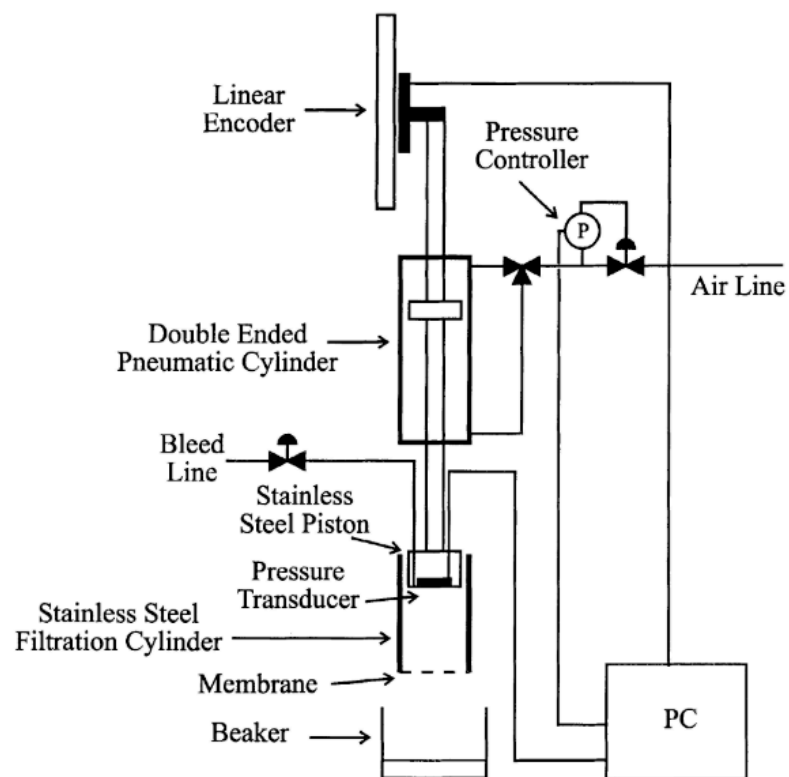 Linear
Encoder
Pressure
Controller
P
Air Line
Double Ended
Pneumatic Cylinder
Bleed
Line
Stainless
Steel Piston
Pressure
Transducer
Stainless Steel
Filtration Cylinder
Membrane
Beaker
PC